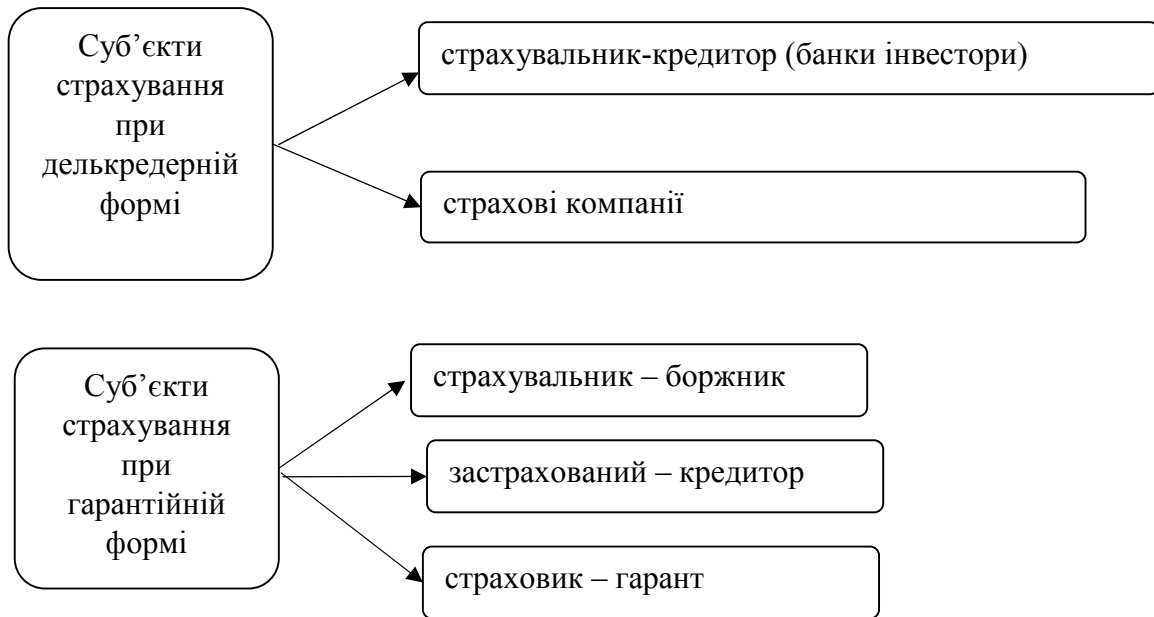 Суб’єкти
страхування
при
делькредерній
формі
страхувальник-кредитор (банки інвестори)
страхові компанії
Суб’єкти
страхування
при
гарантійній
формі
страхувальник – боржник
застрахований – кредитор
страховик – гарант